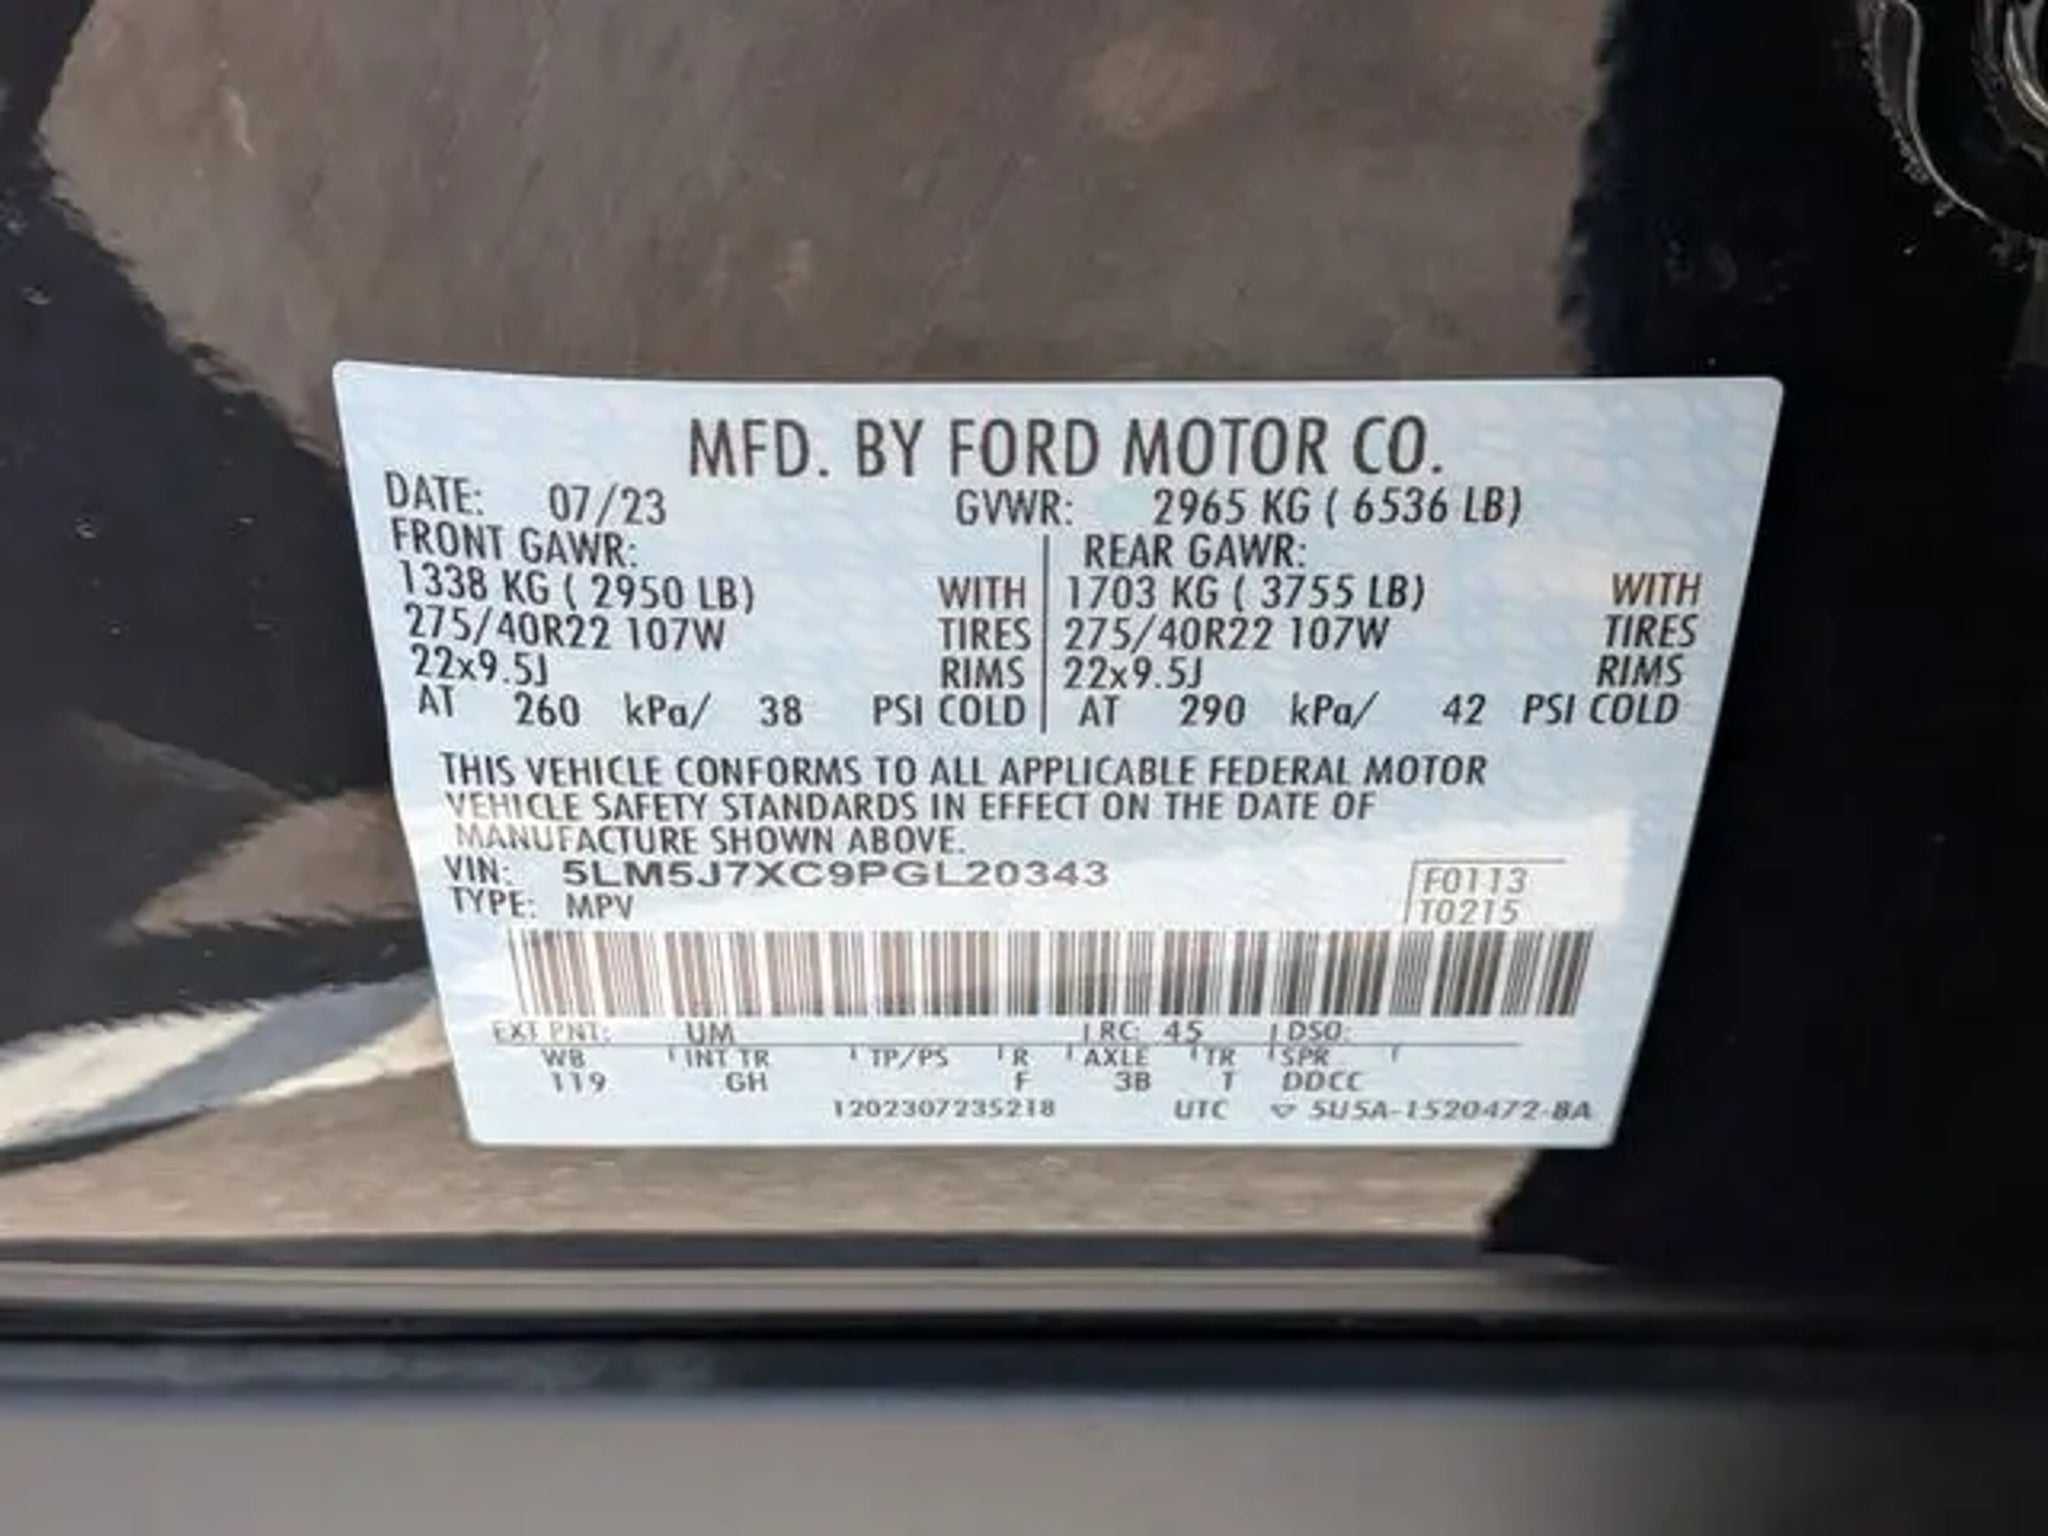 MFD. BY FORD MOTOR CO.
DATE: 07/23 GVWR: 2965 KG ( 6536 LB)
FRONT GAWR: REAR GAWR:
1338 KG ( 2950 LB) WITH 1703 KG ( 3755 LB) WITH
275/40R22 107W TIRES 275/40R22 107W TIRES
22x9.5J RIMS 22x9.5J RIMS
AT 260 kPa/ 38 PSI COLD AT 290 kPa/ 42 PSI COLD
THIS VEHICLE CONFORMS TO ALL APPLICABLE FEDERAL MOTOR
VEHICLE SAFETY STANDARDS IN EFFECT ON THE DATE OF
MANUFACTURE SHOWN ABOVE.
VIN: 5LM5J7XC9PGL20343 F0113
TYPE: MPV T0215
EXT PNT: UM RC: 45 DSO:
WB INT TR TP/PS R AXLE TR SPR
119 GH F 3B T DDCC
1202307235218 UTC 5U5A-1520472-BA